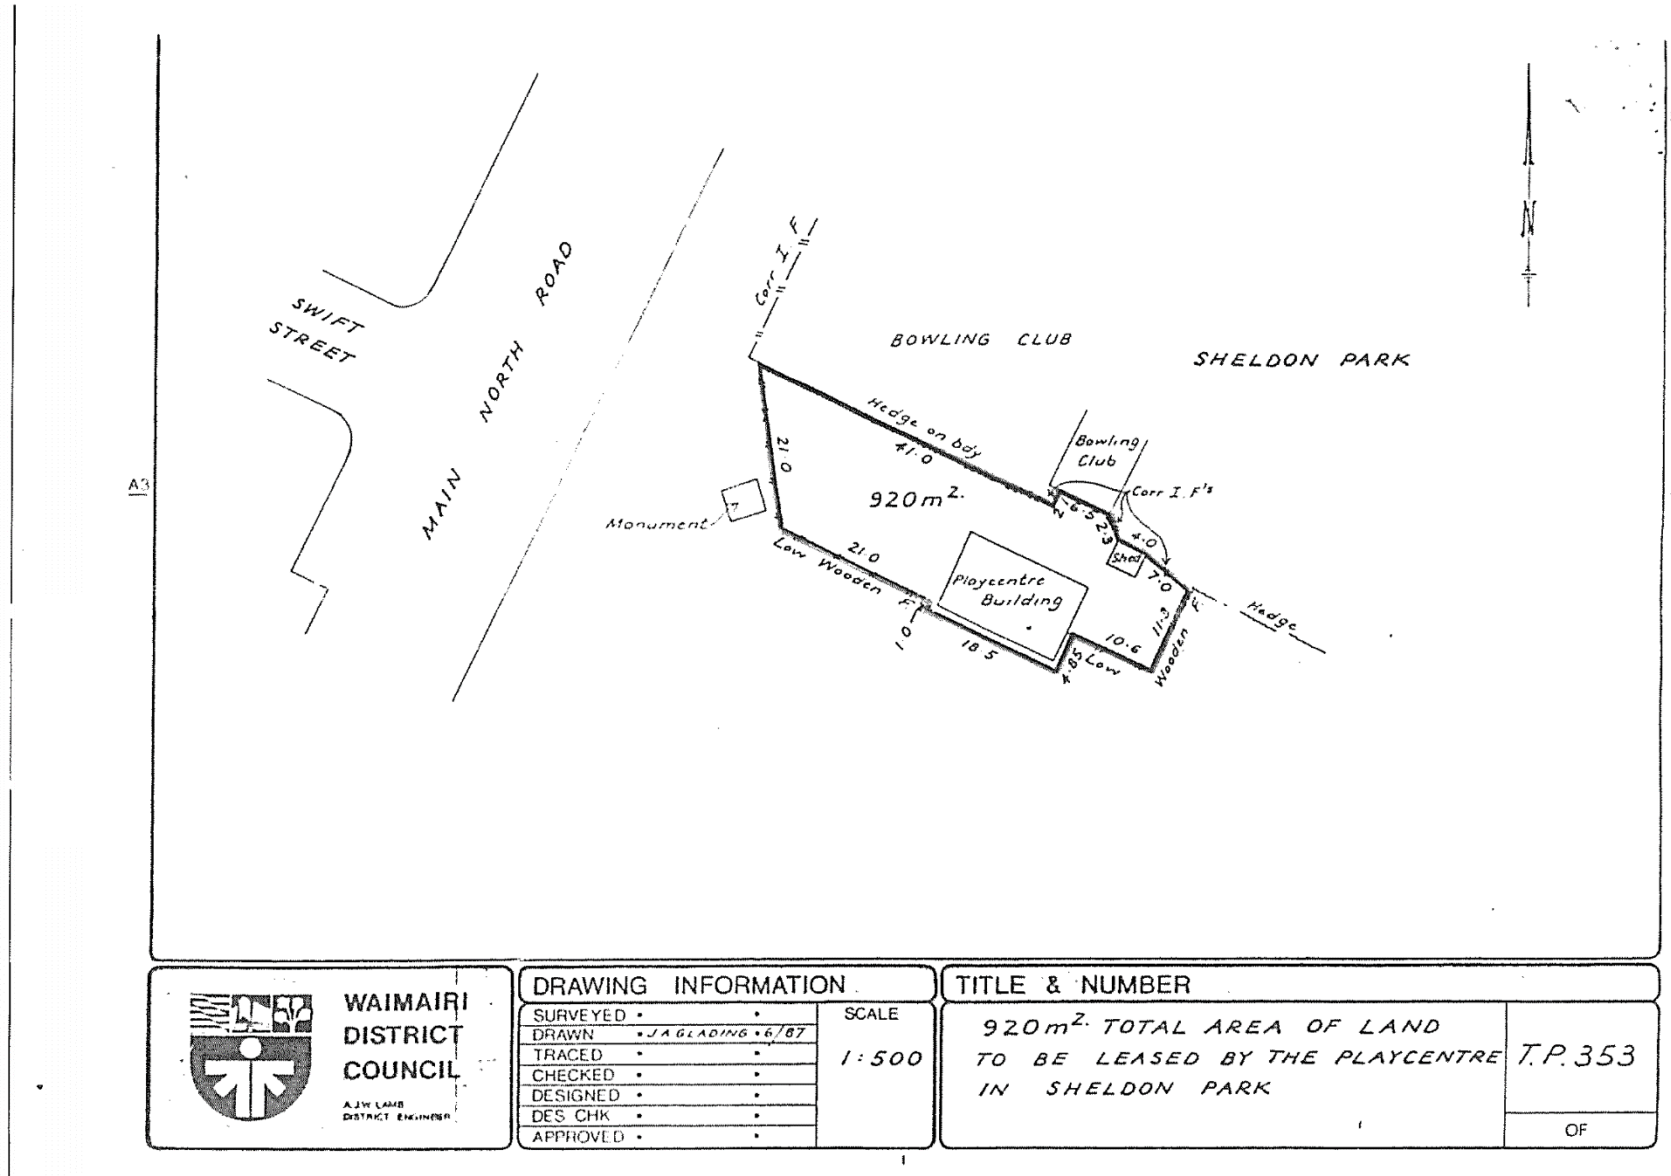 N
Corr I. F
SWIFT
STREET
MAIN NORTH ROAD
BOWLING CLUB
SHELDON PARK
Hedge on bdy
41.0
Bowling
Club
21.0
A3
920m².
2
6.5
2.3
Corr I. F's
4.0
Monument
Shed
7.0
21.0
Low Wooden F.
Playcentre
Building
1.0
18.5
4.85
10.6
Low
11.3
Wooden F.
Hedge
WAIMAIRI
DISTRICT
COUNCIL
A.J.W LAMB
DISTRICT ENGINEER
DRAWING INFORMATION
SURVEYED
DRAWN • J A GLADING • 6/87
TRACED
CHECKED
DESIGNED
DES CHK
APPROVED
SCALE
1:500
TITLE & NUMBER
920m². TOTAL AREA OF LAND
TO BE LEASED BY THE PLAYCENTRE
IN SHELDON PARK
T.P. 353
OF